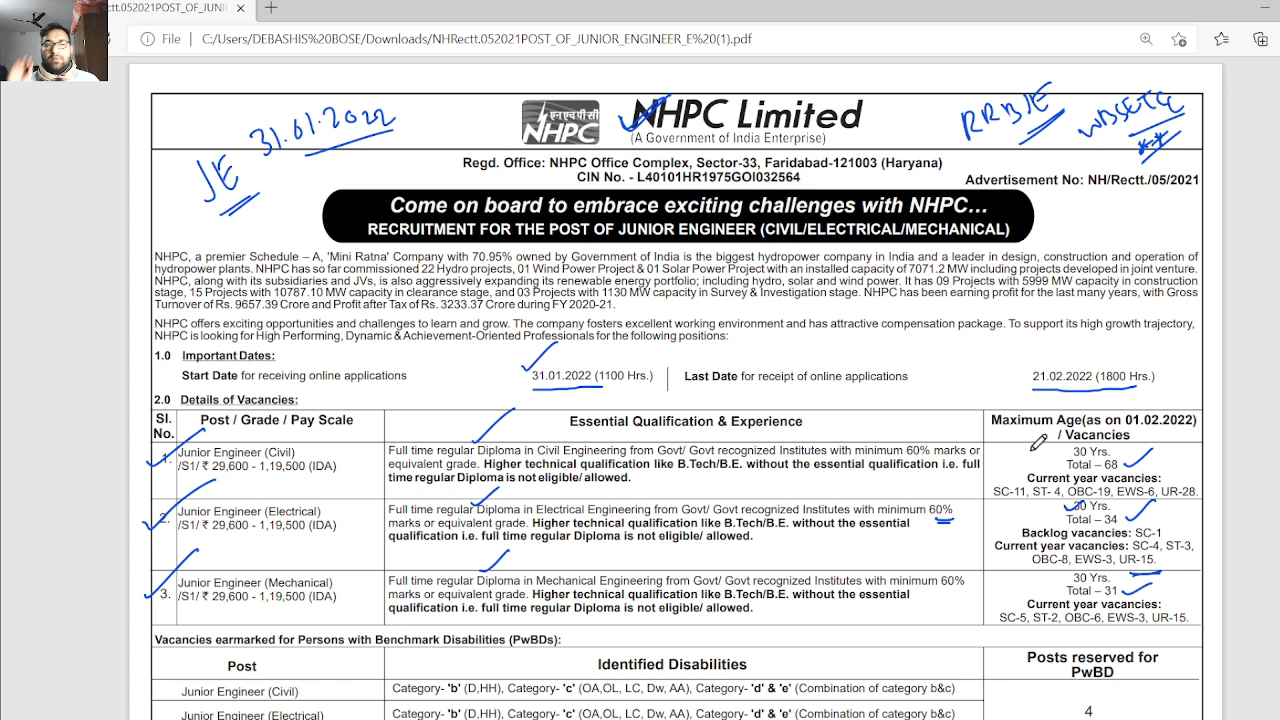 ctt.052021POST_OF_JUNI
File C:/Users/DEBASHIS%20BOSE/Downloads/NHRectt.052021POST_OF_JUNIOR_ENGINEER_E%20(1).pdf
JE 31.01.2022
एन एच पी सी
NHPC
NHPC Limited
(A Government of India Enterprise)
RRBJE
WBSETCL
Regd. Office: NHPC Office Complex, Sector-33, Faridabad-121003 (Haryana)
CIN No. - L40101HR1975GOI032564
Advertisement No: NH/Rectt./05/2021
Come on board to embrace exciting challenges with NHPC…
RECRUITMENT FOR THE POST OF JUNIOR ENGINEER (CIVIL/ELECTRICAL/MECHANICAL)
NHPC, a premier Schedule – A, 'Mini Ratna' Company with 70.95% owned by Government of India is the biggest hydropower company in India and a leader in design, construction and operation of
hydropower plants. NHPC has so far commissioned 22 Hydro projects, 01 Wind Power Project & 01 Solar Power Project with an installed capacity of 7071.2 MW including projects developed in joint venture.
NHPC, along with its subsidiaries and JVs, is also aggressively expanding its renewable energy portfolio; including hydro, solar and wind power. It has 09 Projects with 5999 MW capacity in construction
stage, 15 Projects with 10787.10 MW capacity in clearance stage, and 03 Projects with 1130 MW capacity in Survey & Investigation stage. NHPC has been earning profit for the last many years, with Gross
Turnover of Rs. 9657.39 Crore and Profit after Tax of Rs. 3233.37 Crore during FY 2020-21.
NHPC offers exciting opportunities and challenges to learn and grow. The company fosters excellent working environment and has attractive compensation package. To support its high growth trajectory,
NHPC is looking for High Performing, Dynamic & Achievement-Oriented Professionals for the following positions:
1.0 Important Dates:
Start Date for receiving online applications 31.01.2022 (1100 Hrs.) Last Date for receipt of online applications 21.02.2022 (1800 Hrs.)
2.0 Details of Vacancies:
Sl. No. Post / Grade / Pay Scale Essential Qualification & Experience Maximum Age(as on 01.02.2022) / Vacancies
1. Junior Engineer (Civil)
/S1/ ₹ 29,600 - 1,19,500 (IDA)
Full time regular Diploma in Civil Engineering from Govt/ Govt recognized Institutes with minimum 60% marks or
equivalent grade. Higher technical qualification like B.Tech/B.E. without the essential qualification i.e. full
time regular Diploma is not eligible/ allowed.
30 Yrs.
Total – 68
Current year vacancies:
SC-11, ST- 4, OBC-19, EWS-6, UR-28.
2. Junior Engineer (Electrical)
/S1/ ₹ 29,600 - 1,19,500 (IDA)
Full time regular Diploma in Electrical Engineering from Govt/ Govt recognized Institutes with minimum 60%
marks or equivalent grade. Higher technical qualification like B.Tech/B.E. without the essential
qualification i.e. full time regular Diploma is not eligible/ allowed.
30 Yrs.
Total – 34
Backlog vacancies: SC-1
Current year vacancies: SC-4, ST-3,
OBC-8, EWS-3, UR-15.
3. Junior Engineer (Mechanical)
/S1/ ₹ 29,600 - 1,19,500 (IDA)
Full time regular Diploma in Mechanical Engineering from Govt/ Govt recognized Institutes with minimum 60%
marks or equivalent grade. Higher technical qualification like B.Tech/B.E. without the essential
qualification i.e. full time regular Diploma is not eligible/ allowed.
30 Yrs.
Total – 31
Current year vacancies:
SC-5, ST-2, OBC-6, EWS-3, UR-15.
Vacancies earmarked for Persons with Benchmark Disabilities (PwBDs):
Post Identified Disabilities Posts reserved for PwBD
Junior Engineer (Civil) Category- 'b' (D,HH), Category- 'c' (OA,OL, LC, Dw, AA), Category- 'd' & 'e' (Combination of category b&c)
Junior Engineer (Electrical) Category- 'b' (D,HH), Category- 'c' (OA,OL, LC, Dw, AA), Category- 'd' & 'e' (Combination of category b&c)
4